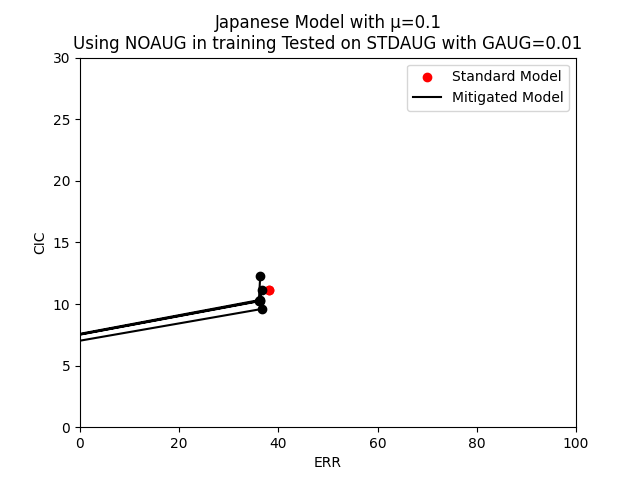 Japanese Model with μ=0.1
Using NOAUG in training Tested on STDAUG with GAUG=0.01
Standard Model
Mitigated Model
30
25
20
15
10
5
0
CIC
0 20 40 60 80 100
ERR